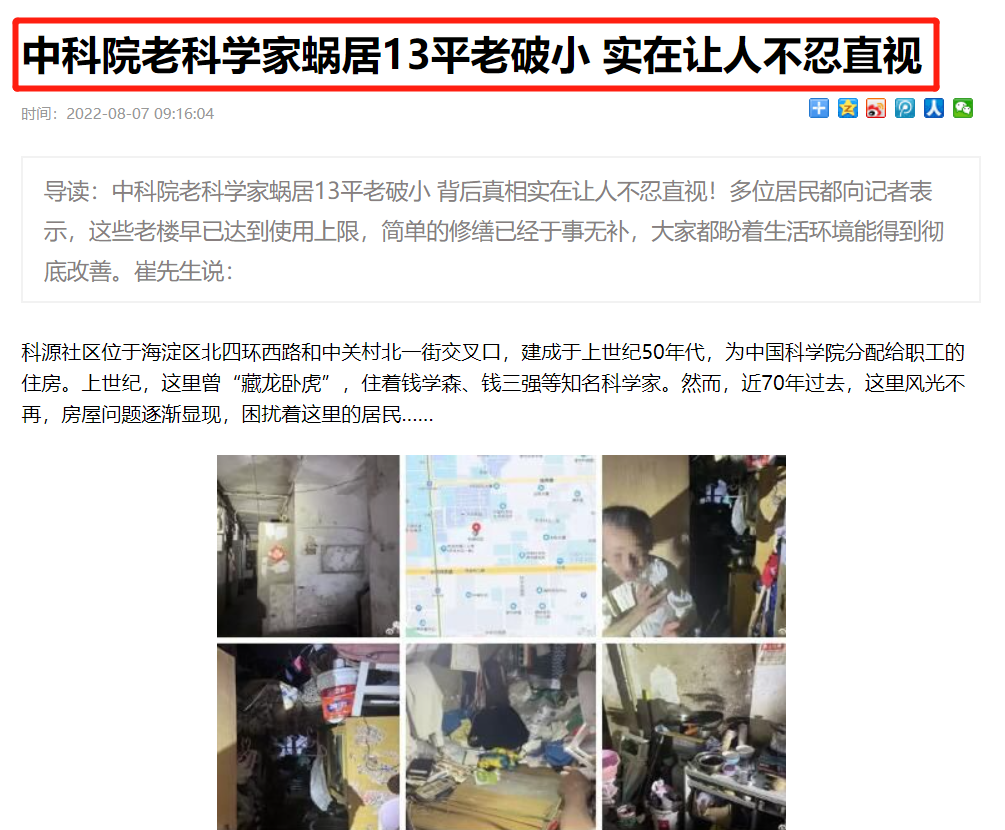 中科院老科学家蜗居13平老破小 实在让人不忍直视
时间：2022-08-07 09:16:04
导读：中科院老科学家蜗居13平老破小 背后真相实在让人不忍直视！多位居民都向记者表
示，这些老楼早已达到使用上限，简单的修缮已经于事无补，大家都盼着生活环境能得到彻
底改善。崔先生说：
科源社区位于海淀区北四环西路和中关村北一街交叉口，建成于上世纪50年代，为中国科学院分配给职工的
住房。上世纪，这里曾“藏龙卧虎”，住着钱学森、钱三强等知名科学家。然而，近70年过去，这里风光不
再，房屋问题逐渐显现，困扰着这里的居民......